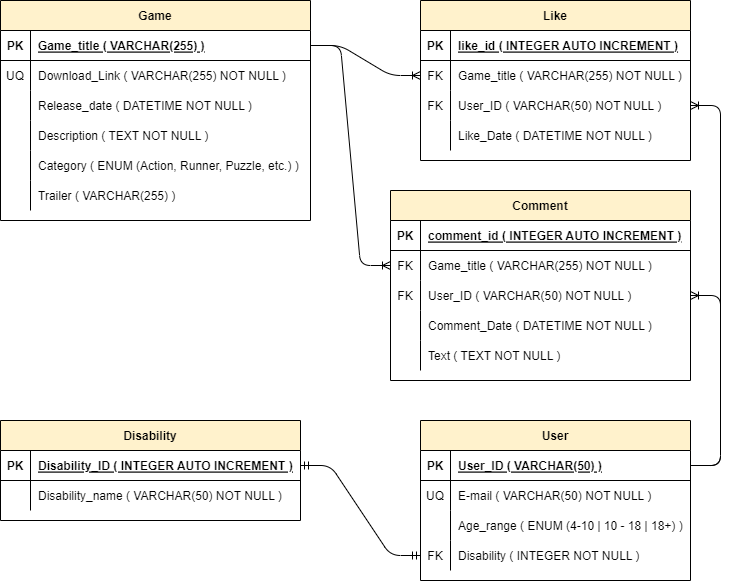 Game
PK Game_title ( VARCHAR(255) )
UQ Download_Link ( VARCHAR(255) NOT NULL )
Release_date ( DATETIME NOT NULL )
Description ( TEXT NOT NULL )
Category ( ENUM (Action, Runner, Puzzle, etc.) )
Trailer ( VARCHAR(255) )
Like
PK like_id ( INTEGER AUTO INCREMENT )
FK Game_title ( VARCHAR(255) NOT NULL )
FK User_ID ( VARCHAR(50) NOT NULL )
Like_Date ( DATETIME NOT NULL )
Comment
PK comment_id ( INTEGER AUTO INCREMENT )
FK Game_title ( VARCHAR(255) NOT NULL )
FK User_ID ( VARCHAR(50) NOT NULL )
Comment_Date ( DATETIME NOT NULL )
Text ( TEXT NOT NULL )
Disability
PK Disability_ID ( INTEGER AUTO INCREMENT )
Disability_name ( VARCHAR(50) NOT NULL )
User
PK User_ID ( VARCHAR(50) )
UQ E-mail ( VARCHAR(50) NOT NULL )
Age_range ( ENUM (4-10 | 10 - 18 | 18+) )
FK Disability ( INTEGER NOT NULL )